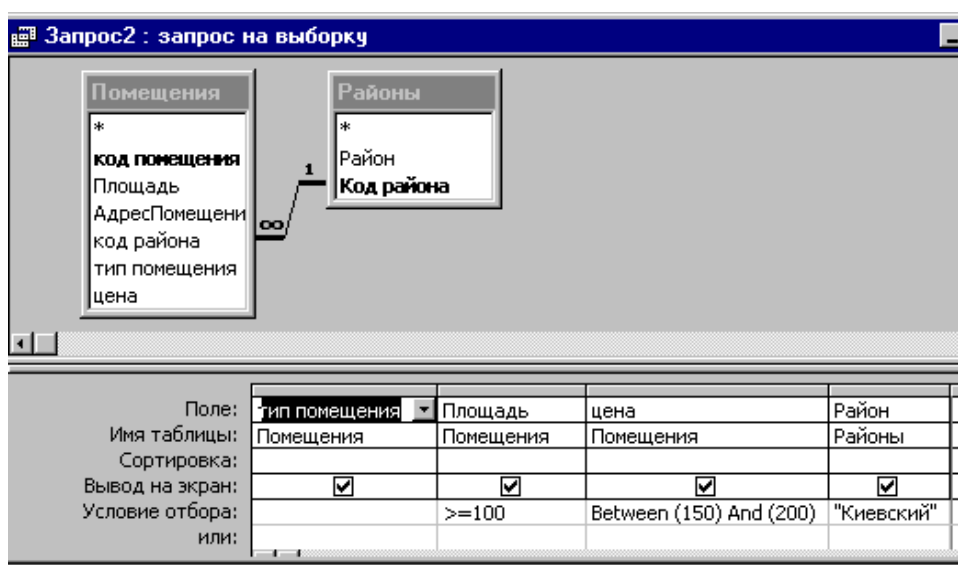 Запрос2 : запрос на выборку
Помещения
*
код помещения
Площадь
АдресПомещени
код района
тип помещения
цена
1
∞
Районы
*
Район
Код района
Поле: тип помещения Площадь цена Район
Имя таблицы: Помещения Помещения Помещения Районы
Сортировка:
Вывод на экран:
Условие отбора: >=100 Between (150) And (200) "Киевский"
или: